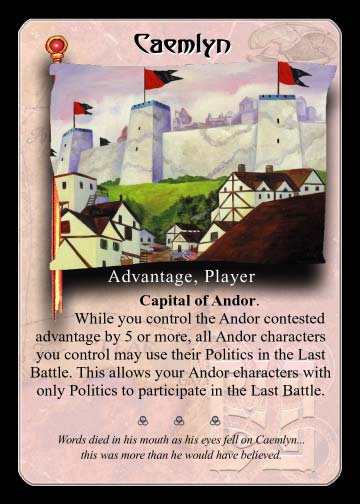 Caemlyn
Advantage, Player
Capital of Andor.
While you control the Andor contested
advantage by 5 or more, all Andor characters
you control may use their Politics in the Last
Battle. This allows your Andor characters with
only Politics to participate in the Last Battle.
Words died in his mouth as his eyes fell on Caemlyn...
this was more than he would have believed.